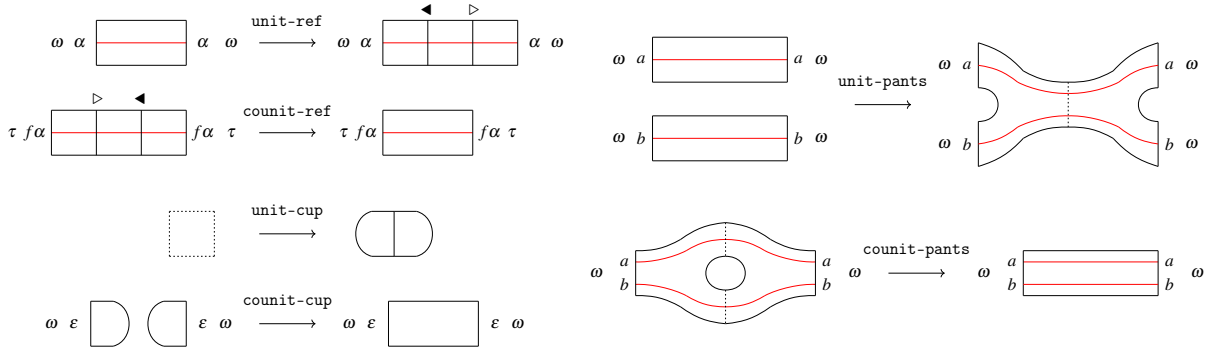 unit-ref
ω α α ω ω α α ω
counit-ref
τ fα fα τ τ fα fα τ
unit-cup
counit-cup
ω ε ε ω ω ε ε ω
unit-pants
ω a a ω ω a a ω
ω b b ω ω b b ω
counit-pants
a a a a
ω ω ω ω
b b b b